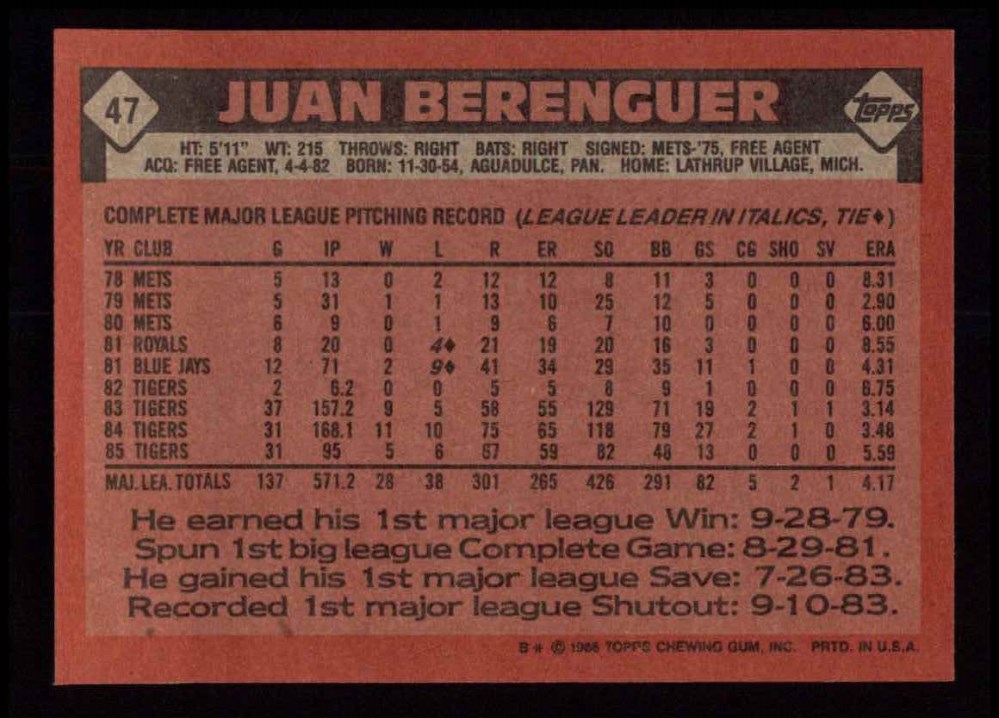 47
JUAN BERENGUER
topps
HT: 5'11" WT: 215 THROWS: RIGHT BATS: RIGHT SIGNED: METS-'75, FREE AGENT
ACQ: FREE AGENT, 4-4-82 BORN: 11-30-54, AGUADULCE, PAN. HOME: LATHRUP VILLAGE, MICH.
COMPLETE MAJOR LEAGUE PITCHING RECORD (LEAGUE LEADER IN ITALICS, TIE♦)
YR CLUB G IP W L R ER SO BB GS CG SHO SV ERA
78 METS 5 13 0 2 12 12 8 11 3 0 0 0 8.31
79 METS 5 31 1 1 13 10 25 12 5 0 0 0 2.90
80 METS 6 9 0 1 9 6 7 10 0 0 0 0 6.00
81 ROYALS 8 20 0 4♦ 21 19 20 16 3 0 0 0 8.55
81 BLUE JAYS 12 71 2 9♦ 41 34 29 35 11 1 0 0 4.31
82 TIGERS 2 6.2 0 0 5 5 8 9 1 0 0 0 6.75
83 TIGERS 37 157.2 9 5 58 55 129 71 19 2 1 1 3.14
84 TIGERS 31 168.1 11 10 75 65 118 79 27 2 1 0 3.48
85 TIGERS 31 95 5 6 67 59 82 48 13 0 0 0 5.59
MAJ. LEA. TOTALS 137 571.2 28 38 301 265 426 291 82 5 2 1 4.17
He earned his 1st major league Win: 9-28-79.
Spun 1st big league Complete Game: 8-29-81.
He gained his 1st major league Save: 7-26-83.
Recorded 1st major league Shutout: 9-10-83.
B * © 1986 TOPPS CHEWING GUM, INC. PRTD. IN U.S.A.